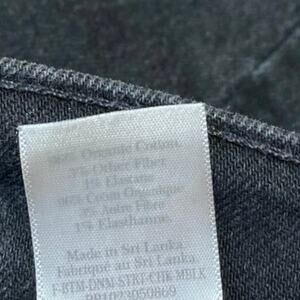 96% Organic Cotton.
3% Other Fiber.
1% Elastane.
96% Coton Organique.
3% Autre Fibre.
1% Elasthanne.
Made in Sri Lanka.
Fabriqué au Sri Lanka.
F-BTM-DNM-STRT-CHK-MBLK